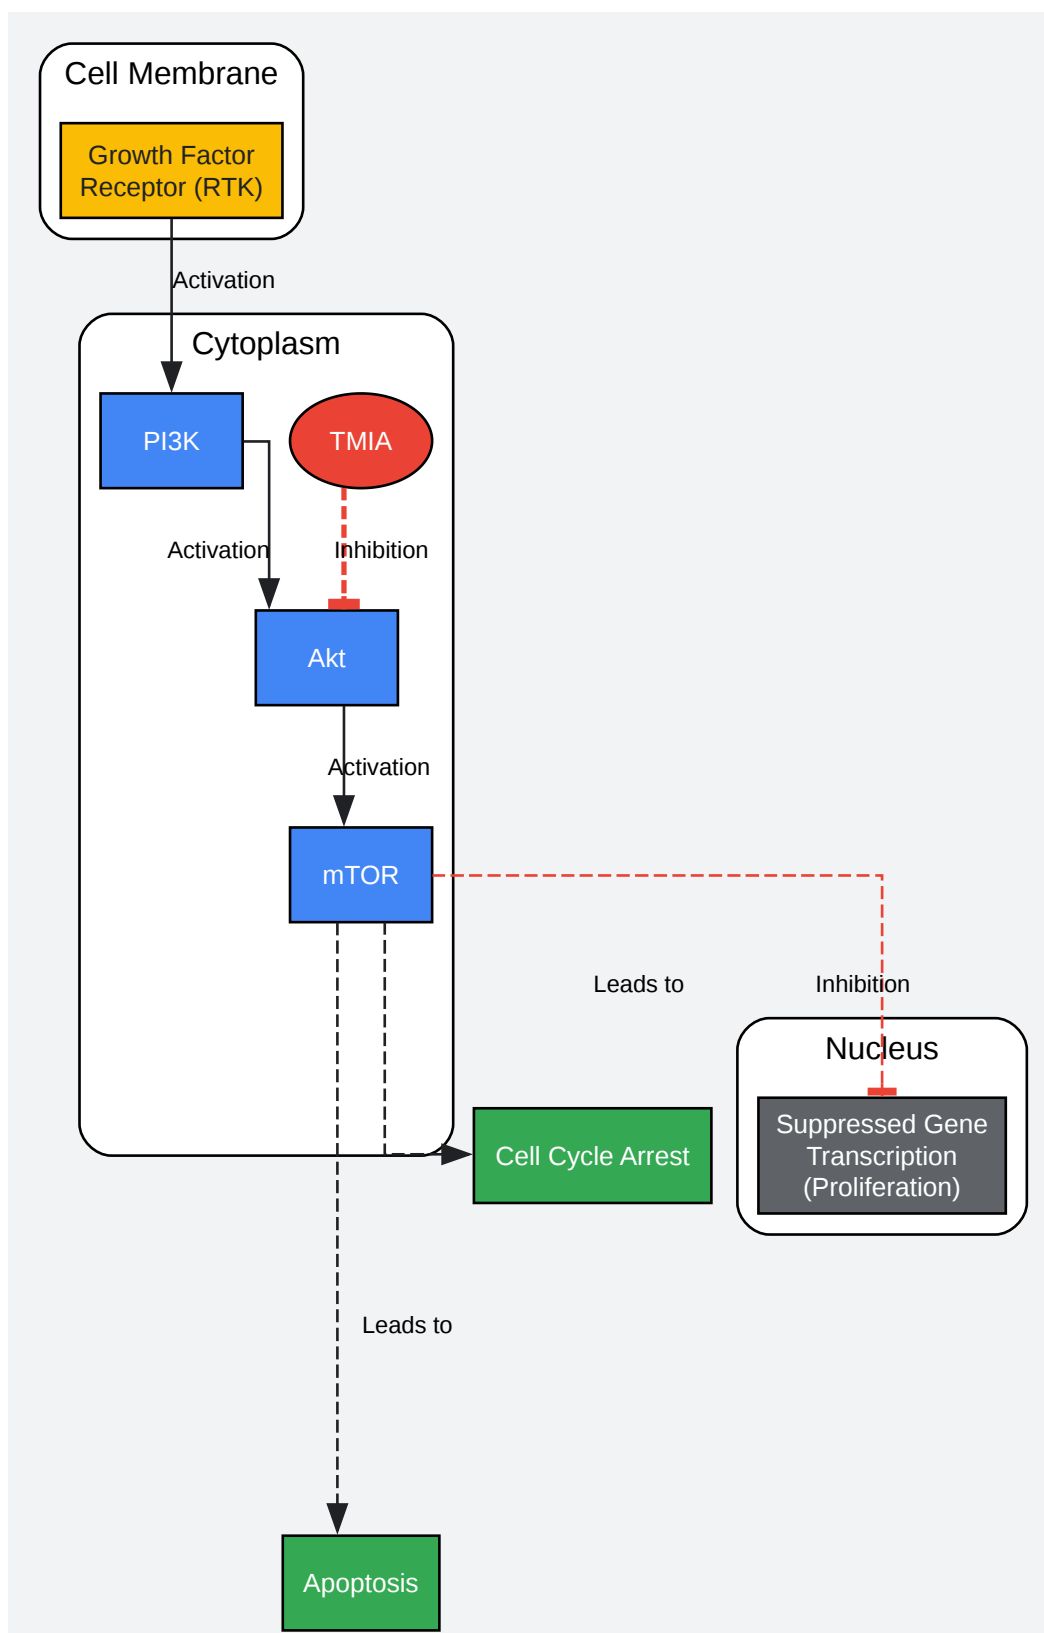 Cell Membrane
Growth Factor
Receptor (RTK)
Activation
Cytoplasm
PI3K
TMIA
Activation
Inhibition
Akt
Activation
mTOR
Leads to
Inhibition
Nucleus
Suppressed Gene
Transcription
(Proliferation)
Cell Cycle Arrest
Leads to
Apoptosis